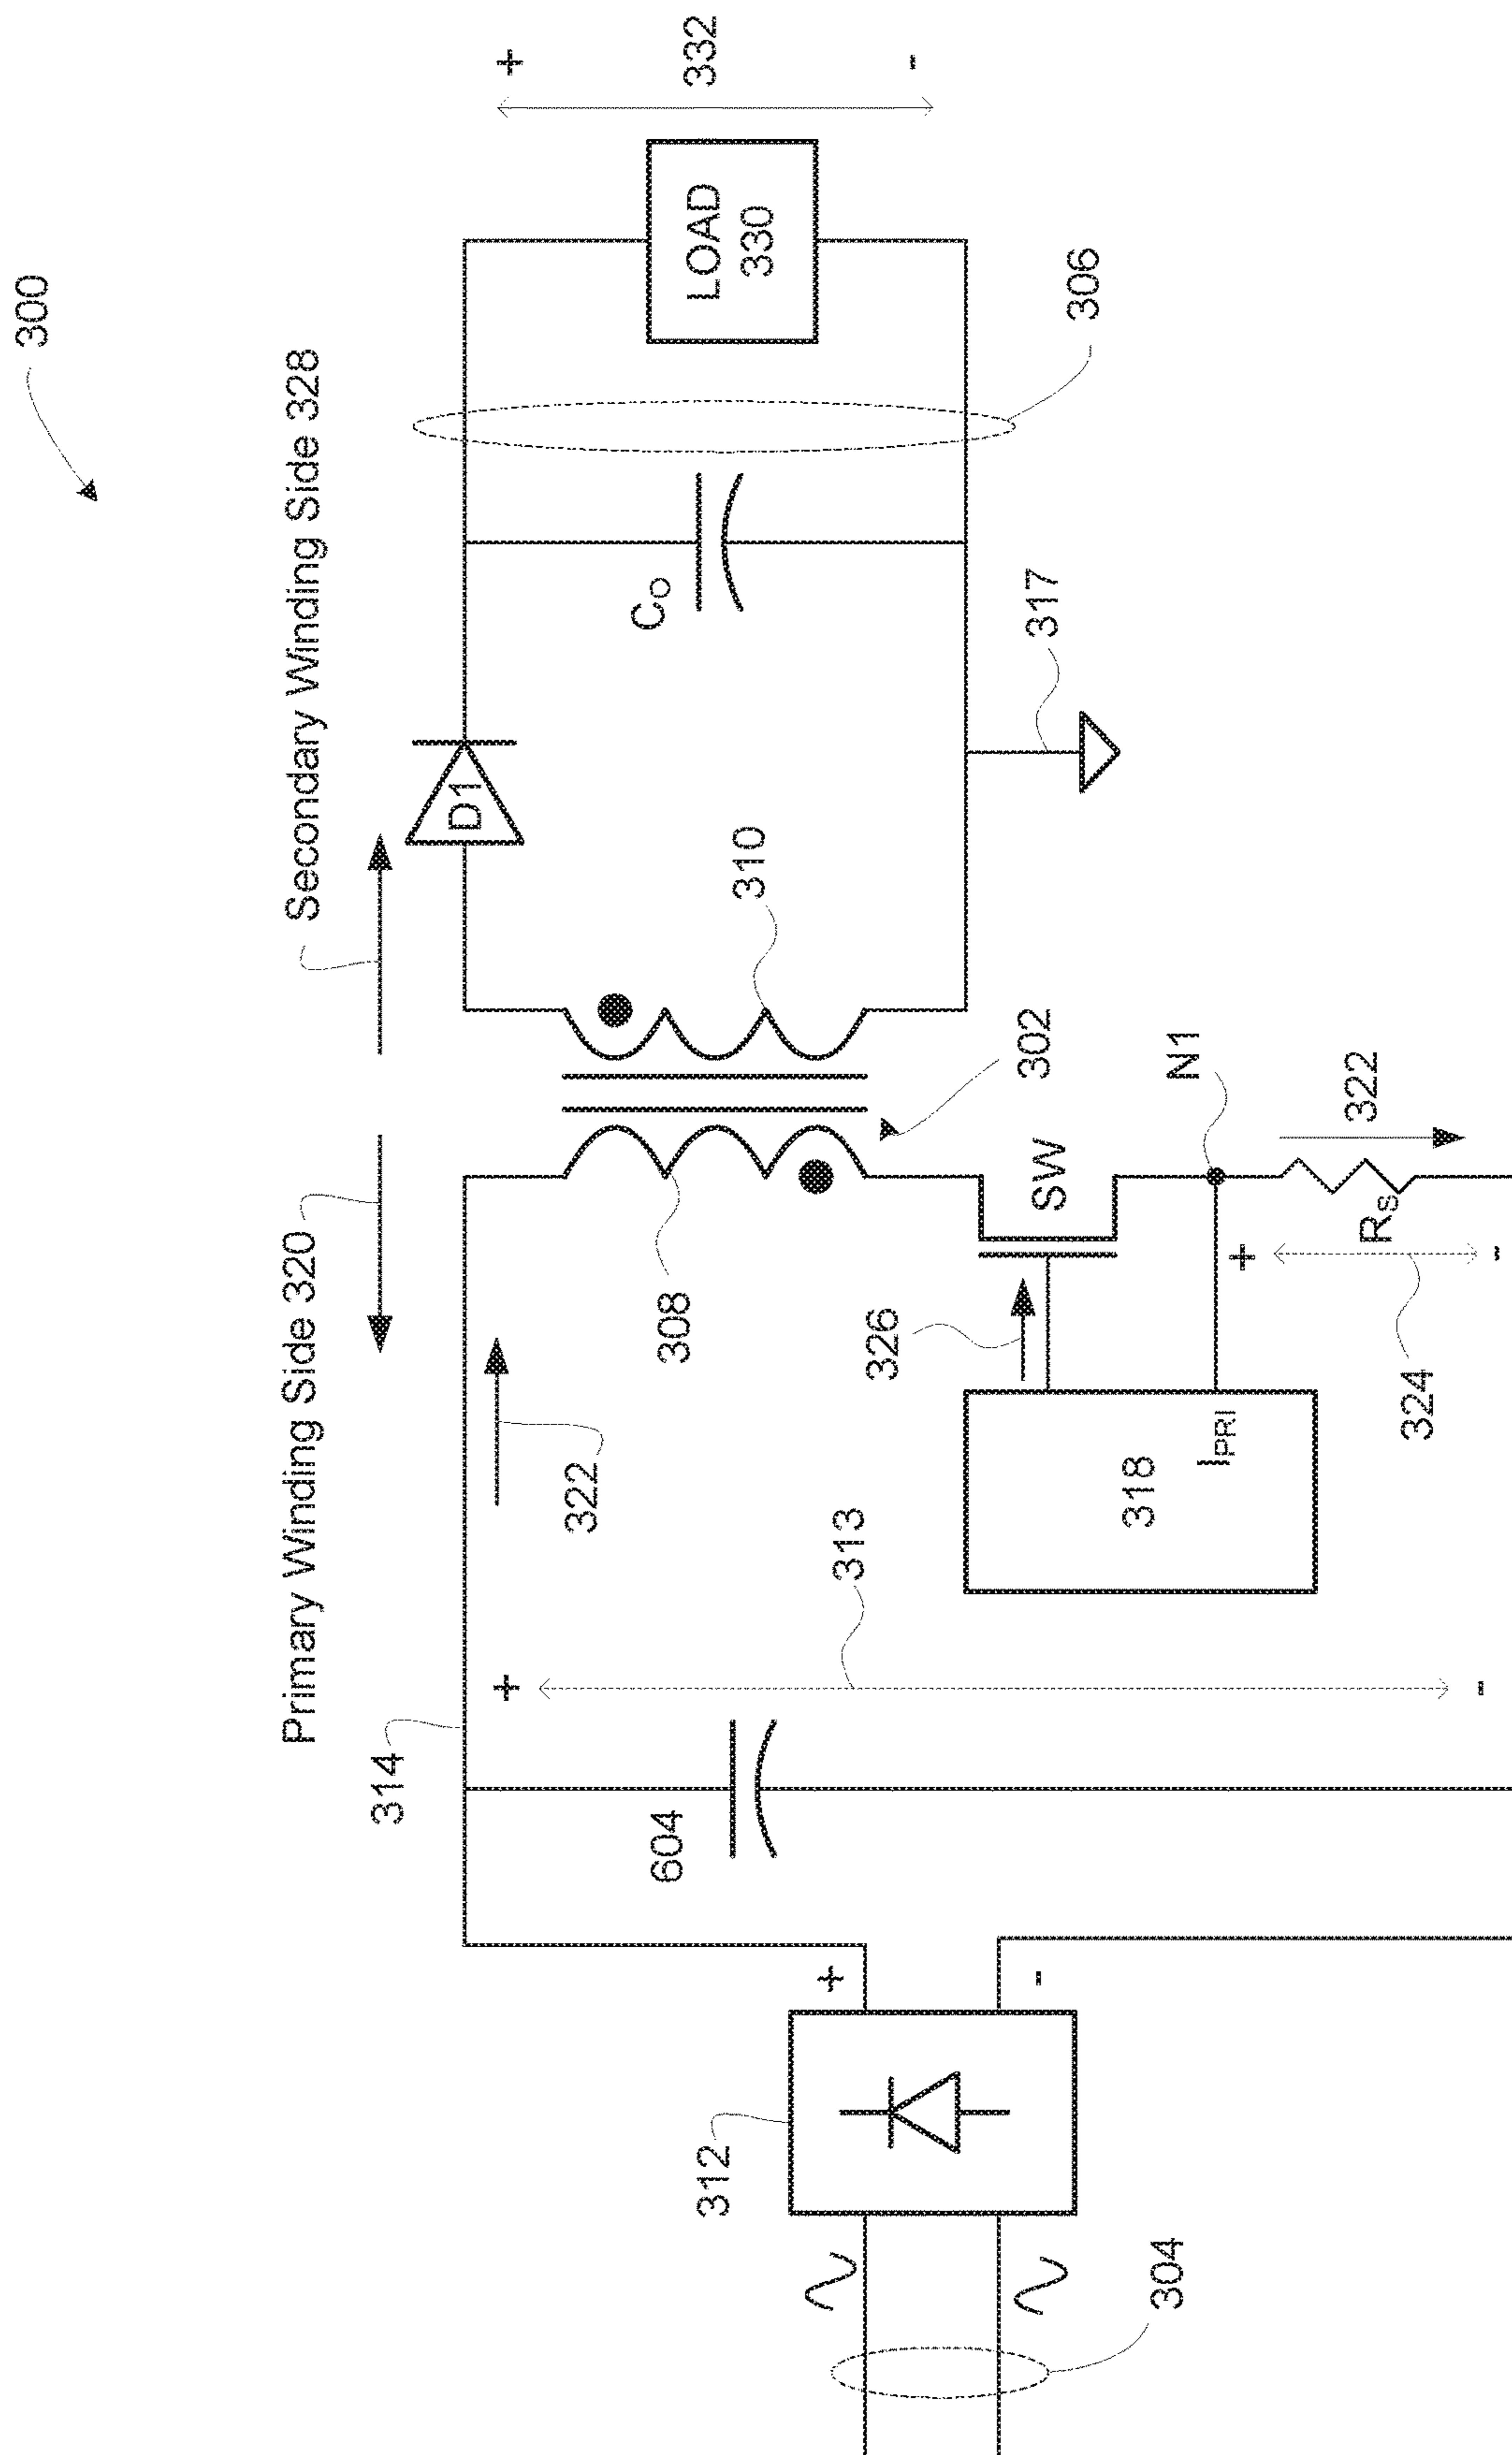 300
Primary Winding Side 320
Secondary Winding Side 328
314
322
D1
+
+
604
308
310
CO
LOAD
330
332
312
+
313
-
326
SW
302
306
-
304
318
IPRI
N1
317
+
RS
322
324
-
-